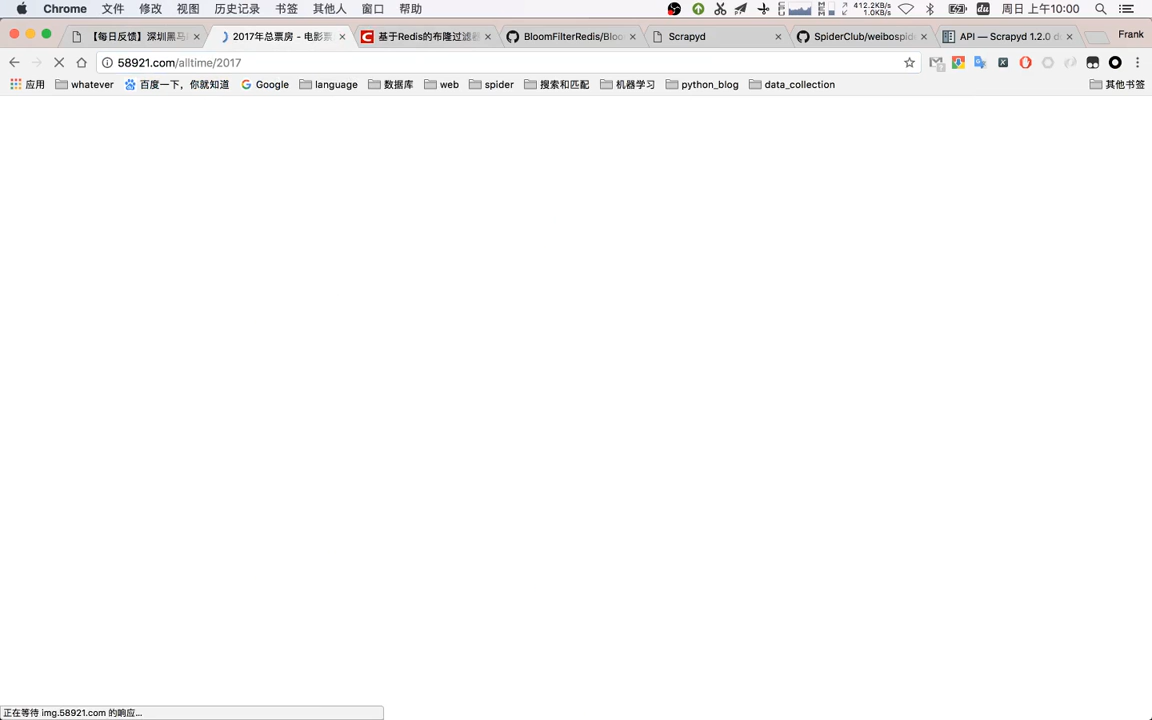 Chrome 文件 修改 视图 历史记录 书签 其他人 窗口 帮助 412.2KB/s 1.0KB/s 周日 上午10:00
【每日反馈】深圳黑马 2017年总票房 - 电影票 基于Redis的布隆过滤器 BloomFilterRedis/Bloo Scrapyd SpiderClub/weibospid API — Scrapyd 1.2.0 d Frank
58921.com/alltime/2017
应用 whatever 百度一下，你就知道 Google language 数据库 web spider 搜索和匹配 机器学习 python_blog data_collection 其他书签
正在等待 img.58921.com 的响应...